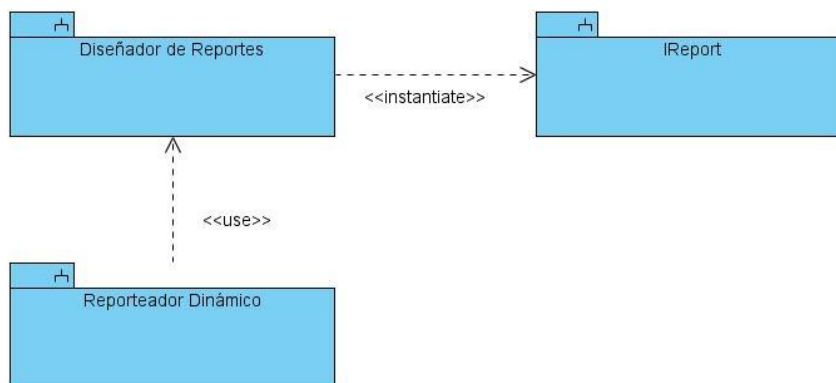 Diseñador de Reportes
IReport
<<instantiate>>
<<use>>
Reporteador Dinámico